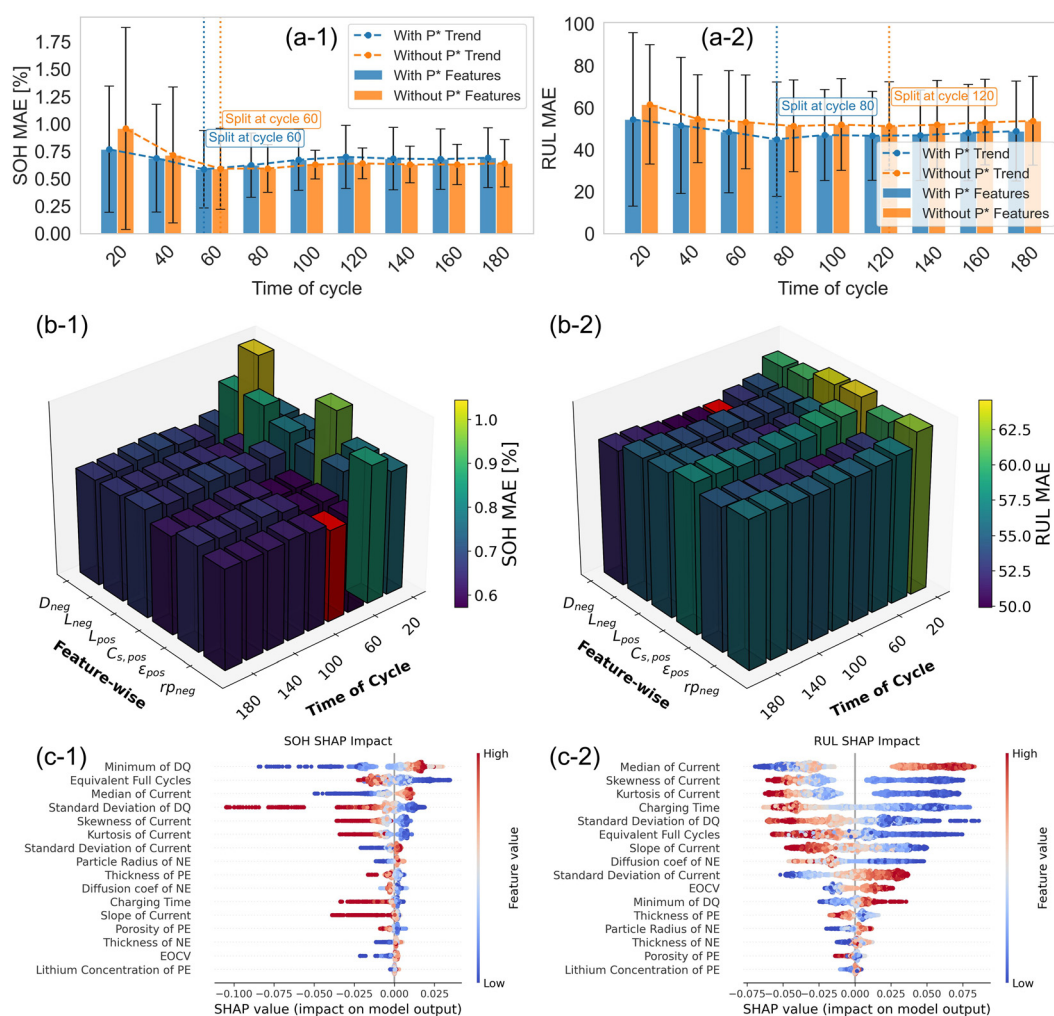 (a-1)
SOH MAE [%]
1.75
1.50
1.25
1.00
0.75
0.50
0.25
0.00
With P* Trend
Without P* Trend
With P* Features
Without P* Features
Split at cycle 60
Split at cycle 60
20 40 60 80 100 120 140 160 180
Time of cycle
(a-2)
RUL MAE
100
80
60
40
20
0
Split at cycle 80
Split at cycle 120
With P* Trend
Without P* Trend
With P* Features
Without P* Features
20 40 60 80 100 120 140 160 180
Time of cycle
(b-1)
1.0
0.9
0.8
0.7
0.6
SOH MAE [%]
D_neg
L_neg
L_pos
C_s,pos
ε_pos
rp_neg
Feature-wise
180 140 100 60 20
Time of Cycle
(b-2)
62.5
60.0
57.5
55.0
52.5
50.0
RUL MAE
D_neg
L_neg
L_pos
C_s,pos
ε_pos
rp_neg
Feature-wise
180 140 100 60 20
Time of Cycle
(c-1)
SOH SHAP Impact
High
Minimum of DQ
Equivalent Full Cycles
Median of Current
Standard Deviation of DQ
Skewness of Current
Kurtosis of Current
Standard Deviation of Current
Particle Radius of NE
Thickness of PE
Diffusion coef of NE
Charging Time
Slope of Current
Porosity of PE
Thickness of NE
EOCV
Lithium Concentration of PE
Feature value
Low
−0.100 −0.075 −0.050 −0.025 0.000 0.025
SHAP value (impact on model output)
(c-2)
RUL SHAP Impact
High
Median of Current
Skewness of Current
Kurtosis of Current
Charging Time
Standard Deviation of DQ
Equivalent Full Cycles
Slope of Current
Diffusion coef of NE
Standard Deviation of Current
EOCV
Minimum of DQ
Thickness of PE
Particle Radius of NE
Thickness of NE
Porosity of PE
Lithium Concentration of PE
Feature value
Low
−0.075 −0.050 −0.025 0.000 0.025 0.050 0.075
SHAP value (impact on model output)